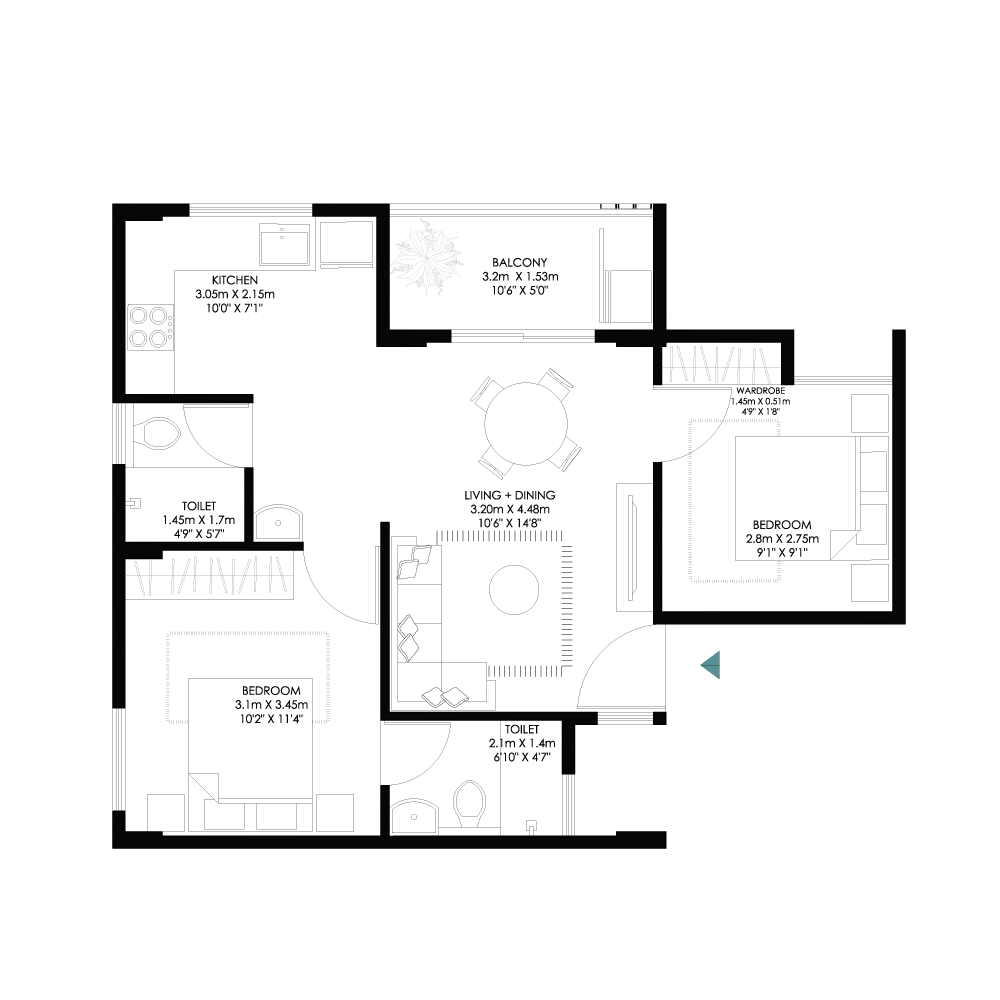 KITCHEN
3.05m X 2.15m
10'0" X 7'1"
BALCONY
3.2m X 1.53m
10'6" X 5'0"
WARDROBE
1.45m X 0.51m
4'9" X 1'8"
TOILET
1.45m X 1.7m
4'9" X 5'7"
LIVING + DINING
3.20m X 4.48m
10'6" X 14'8"
BEDROOM
2.8m X 2.75m
9'1" X 9'1"
BEDROOM
3.1m X 3.45m
10'2" X 11'4"
TOILET
2.1m X 1.4m
6'10" X 4'7"